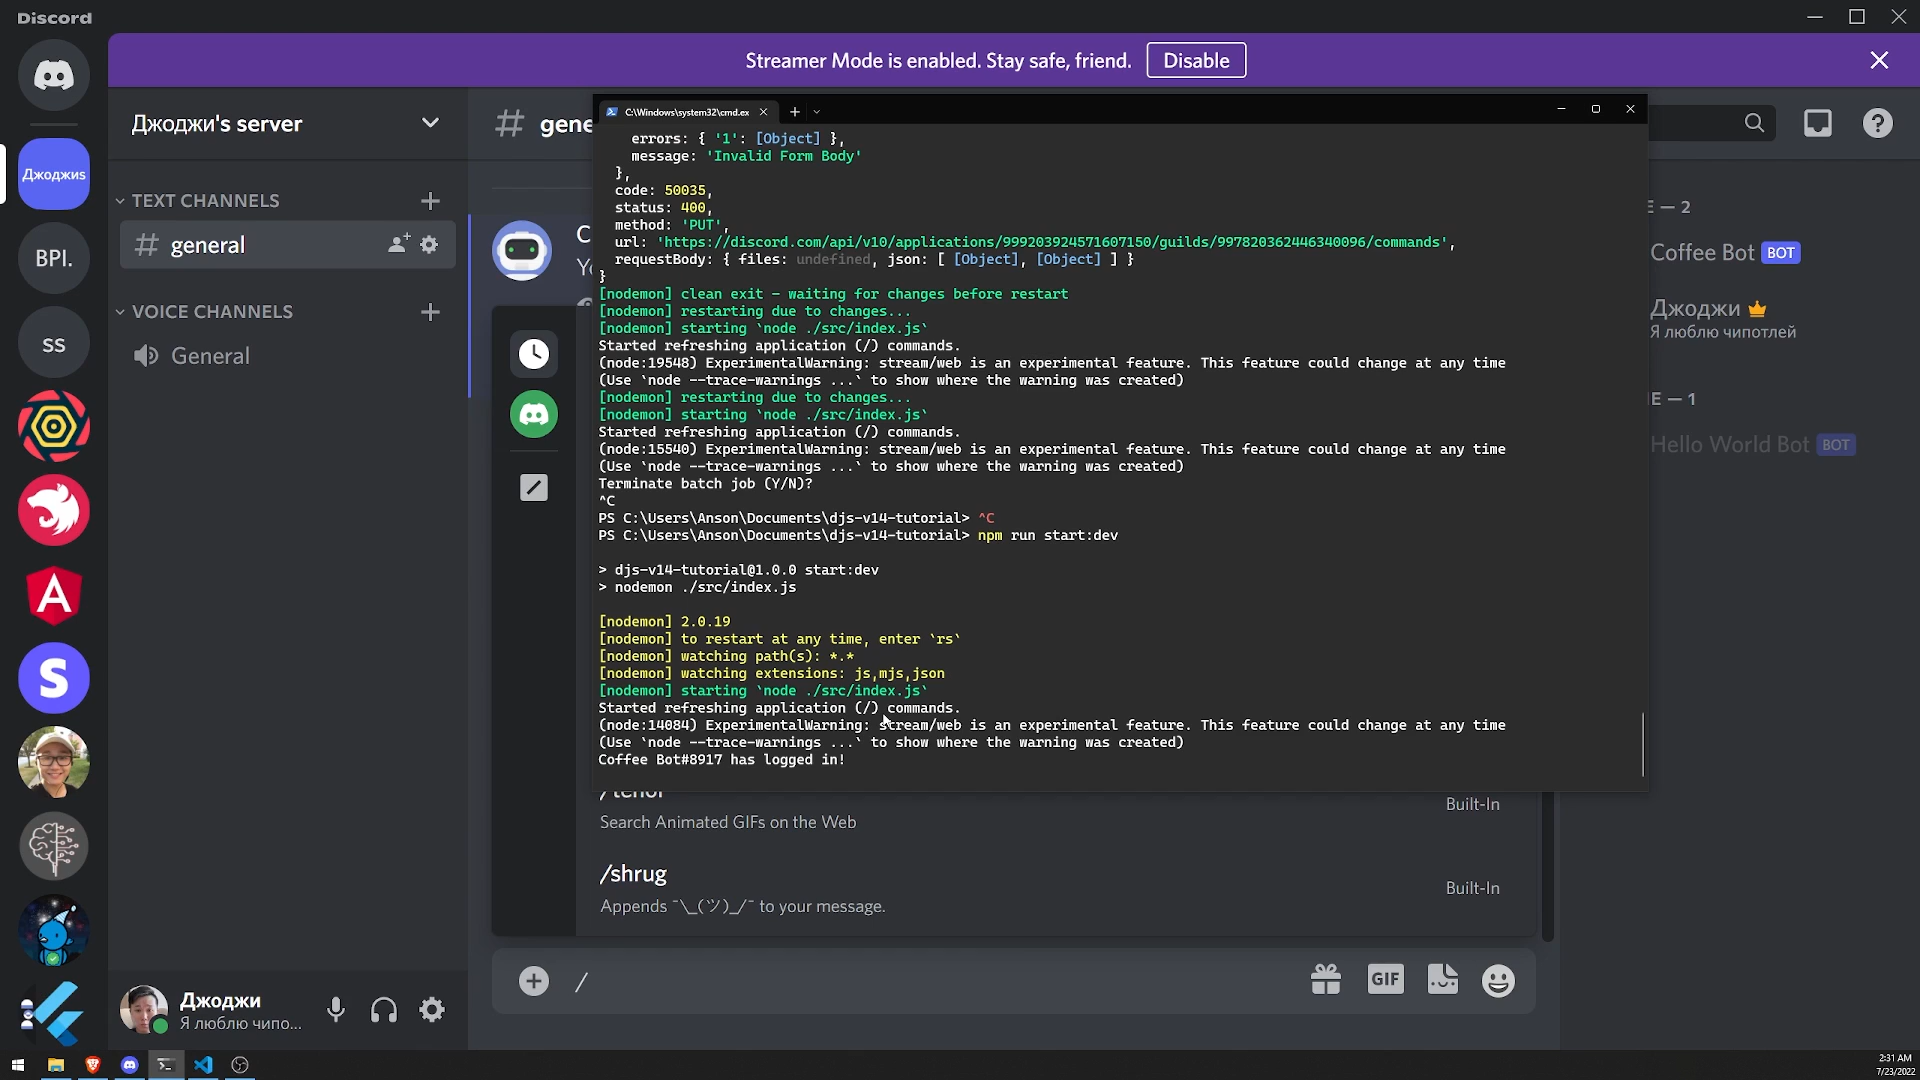 Discord
Streamer Mode is enabled. Stay safe, friend.
Disable
Джоджи's server
Джоджиs
TEXT CHANNELS
general
BPI.
VOICE CHANNELS
ss
General
S
Джоджи
Я люблю чипо...
# gene
C:\Windows\system32\cmd.ex
errors: { '1': [Object] },
message: 'Invalid Form Body'
},
code: 50035,
status: 400,
method: 'PUT',
url: 'https://discord.com/api/v10/applications/999203924571607150/guilds/997820362446340096/commands',
requestBody: { files: undefined, json: [ [Object], [Object] ] }
}
[nodemon] clean exit - waiting for changes before restart
[nodemon] restarting due to changes...
[nodemon] starting `node ./src/index.js`
Started refreshing application (/) commands.
(node:19548) ExperimentalWarning: stream/web is an experimental feature. This feature could change at any time
(Use `node --trace-warnings ...` to show where the warning was created)
[nodemon] restarting due to changes...
[nodemon] starting `node ./src/index.js`
Started refreshing application (/) commands.
(node:15540) ExperimentalWarning: stream/web is an experimental feature. This feature could change at any time
(Use `node --trace-warnings ...` to show where the warning was created)
Terminate batch job (Y/N)?
^C
PS C:\Users\Anson\Documents\djs-v14-tutorial> ^C
PS C:\Users\Anson\Documents\djs-v14-tutorial> npm run start:dev
> djs-v14-tutorial@1.0.0 start:dev
> nodemon ./src/index.js
[nodemon] 2.0.19
[nodemon] to restart at any time, enter `rs`
[nodemon] watching path(s): *.*
[nodemon] watching extensions: js,mjs,json
[nodemon] starting `node ./src/index.js`
Started refreshing application (/) commands.
(node:14084) ExperimentalWarning: stream/web is an experimental feature. This feature could change at any time
(Use `node --trace-warnings ...` to show where the warning was created)
Coffee Bot#8917 has logged in!
/tenor
Built-In
Search Animated GIFs on the Web
/shrug
Built-In
Appends ¯\_(ツ)_/¯ to your message.
/
GIF
E — 2
Coffee Bot BOT
Джоджи
Я люблю чипотлей
E — 1
Hello World Bot BOT
2:31 AM
7/23/2022